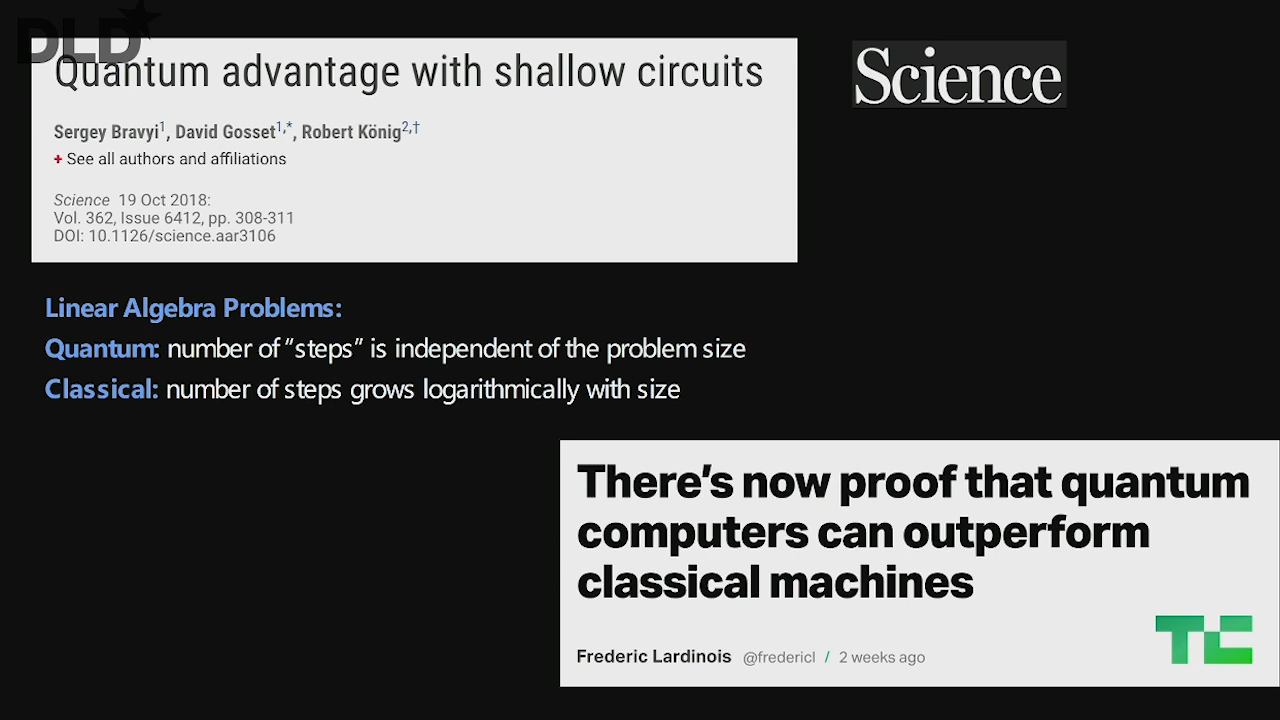 DLD
Quantum advantage with shallow circuits
Science
Sergey Bravyi1, David Gosset1,*, Robert König2,†
+ See all authors and affiliations
Science 19 Oct 2018:
Vol. 362, Issue 6412, pp. 308-311
DOI: 10.1126/science.aar3106
Linear Algebra Problems:
Quantum: number of “steps” is independent of the problem size
Classical: number of steps grows logarithmically with size
There's now proof that quantum
computers can outperform
classical machines
Frederic Lardinois @fredericl / 2 weeks ago
TC